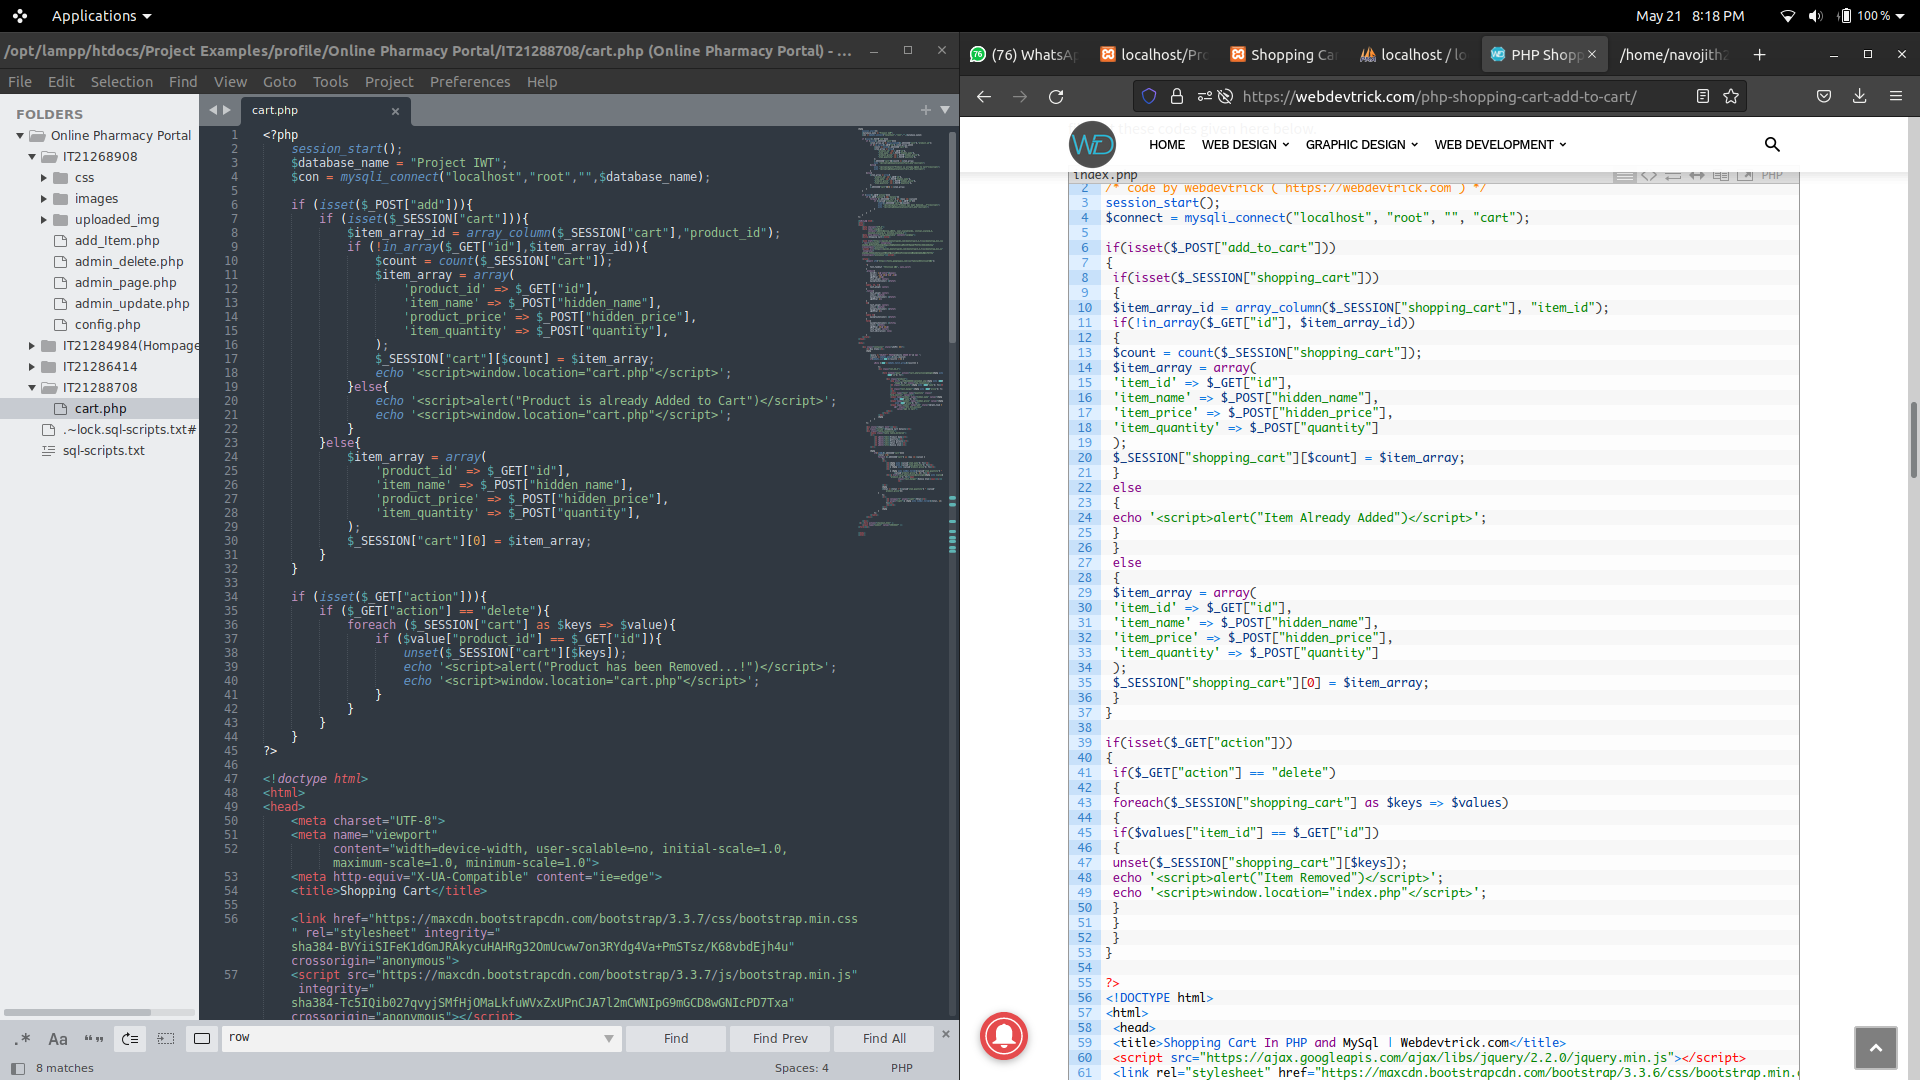 Applications
May 21 8:18 PM
100 %
/opt/lampp/htdocs/Project Examples/profile/Online Pharmacy Portal/IT21288708/cart.php (Online Pharmacy Portal) - ...
File Edit Selection Find View Goto Tools Project Preferences Help
FOLDERS
Online Pharmacy Portal
IT21268908
css
images
uploaded_img
add_Item.php
admin_delete.php
admin_page.php
admin_update.php
config.php
IT21284984(Hompage
IT21286414
IT21288708
cart.php
.~lock.sql-scripts.txt#
sql-scripts.txt
cart.php
1 <?php
2 session_start();
3 $database_name = "Project IWT";
4 $con = mysqli_connect("localhost","root","",$database_name);
5
6 if (isset($_POST["add"])){
7 if (isset($_SESSION["cart"])){
8 $item_array_id = array_column($_SESSION["cart"],"product_id");
9 if (!in_array($_GET["id"],$item_array_id)){
10 $count = count($_SESSION["cart"]);
11 $item_array = array(
12 'product_id' => $_GET["id"],
13 'item_name' => $_POST["hidden_name"],
14 'product_price' => $_POST["hidden_price"],
15 'item_quantity' => $_POST["quantity"],
16 );
17 $_SESSION["cart"][$count] = $item_array;
18 echo '<script>window.location="cart.php"</script>';
19 }else{
20 echo '<script>alert("Product is already Added to Cart")</script>';
21 echo '<script>window.location="cart.php"</script>';
22 }
23 }else{
24 $item_array = array(
25 'product_id' => $_GET["id"],
26 'item_name' => $_POST["hidden_name"],
27 'product_price' => $_POST["hidden_price"],
28 'item_quantity' => $_POST["quantity"],
29 );
30 $_SESSION["cart"][0] = $item_array;
31 }
32 }
33
34 if (isset($_GET["action"])){
35 if ($_GET["action"] == "delete"){
36 foreach ($_SESSION["cart"] as $keys => $value){
37 if ($value["product_id"] == $_GET["id"]){
38 unset($_SESSION["cart"][$keys]);
39 echo '<script>alert("Product has been Removed...!")</script>';
40 echo '<script>window.location="cart.php"</script>';
41 }
42 }
43 }
44 }
45 ?>
46
47 <!doctype html>
48 <html>
49 <head>
50 <meta charset="UTF-8">
51 <meta name="viewport"
52 content="width=device-width, user-scalable=no, initial-scale=1.0,
maximum-scale=1.0, minimum-scale=1.0">
53 <meta http-equiv="X-UA-Compatible" content="ie=edge">
54 <title>Shopping Cart</title>
55
56 <link href="https://maxcdn.bootstrapcdn.com/bootstrap/3.3.7/css/bootstrap.min.css
" rel="stylesheet" integrity="
sha384-BVYiiSIFeK1dGmJRAkycuHAHRg32OmUcww7on3RYdg4Va+PmSTsz/K68vbdEjh4u"
crossorigin="anonymous">
57 <script src="https://maxcdn.bootstrapcdn.com/bootstrap/3.3.7/js/bootstrap.min.js"
integrity="
sha384-Tc5IQib027qvyjSMfHjOMaLkfuWVxZxUPnCJA7l2mCWNIpG9mGCD8wGNIcPD7Txa"
crossorigin="anonymous"></script>
.* Aa “”
row
Find Find Prev Find All
8 matches
Spaces: 4 PHP
(76) WhatsAp
localhost/Pro
Shopping Car
localhost / lo
PHP Shopp
/home/navojith2
https://webdevtrick.com/php-shopping-cart-add-to-cart/
WD
these codes given here below
HOME WEB DESIGN GRAPHIC DESIGN WEB DEVELOPMENT
index.php
PHP
2 /* code by webdevtrick ( https://webdevtrick.com ) */
3 session_start();
4 $connect = mysqli_connect("localhost", "root", "", "cart");
5
6 if(isset($_POST["add_to_cart"]))
7 {
8 if(isset($_SESSION["shopping_cart"]))
9 {
10 $item_array_id = array_column($_SESSION["shopping_cart"], "item_id");
11 if(!in_array($_GET["id"], $item_array_id))
12 {
13 $count = count($_SESSION["shopping_cart"]);
14 $item_array = array(
15 'item_id' => $_GET["id"],
16 'item_name' => $_POST["hidden_name"],
17 'item_price' => $_POST["hidden_price"],
18 'item_quantity' => $_POST["quantity"]
19 );
20 $_SESSION["shopping_cart"][$count] = $item_array;
21 }
22 else
23 {
24 echo '<script>alert("Item Already Added")</script>';
25 }
26 }
27 else
28 {
29 $item_array = array(
30 'item_id' => $_GET["id"],
31 'item_name' => $_POST["hidden_name"],
32 'item_price' => $_POST["hidden_price"],
33 'item_quantity' => $_POST["quantity"]
34 );
35 $_SESSION["shopping_cart"][0] = $item_array;
36 }
37 }
38
39 if(isset($_GET["action"]))
40 {
41 if($_GET["action"] == "delete")
42 {
43 foreach($_SESSION["shopping_cart"] as $keys => $values)
44 {
45 if($values["item_id"] == $_GET["id"])
46 {
47 unset($_SESSION["shopping_cart"][$keys]);
48 echo '<script>alert("Item Removed")</script>';
49 echo '<script>window.location="index.php"</script>';
50 }
51 }
52 }
53 }
54
55 ?>
56 <!DOCTYPE html>
57 <html>
58 <head>
59 <title>Shopping Cart In PHP and MySql | Webdevtrick.com</title>
60 <script src="https://ajax.googleapis.com/ajax/libs/jquery/2.2.0/jquery.min.js"></script>
61 <link rel="stylesheet" href="https://maxcdn.bootstrapcdn.com/bootstrap/3.3.6/css/bootstrap.min.c